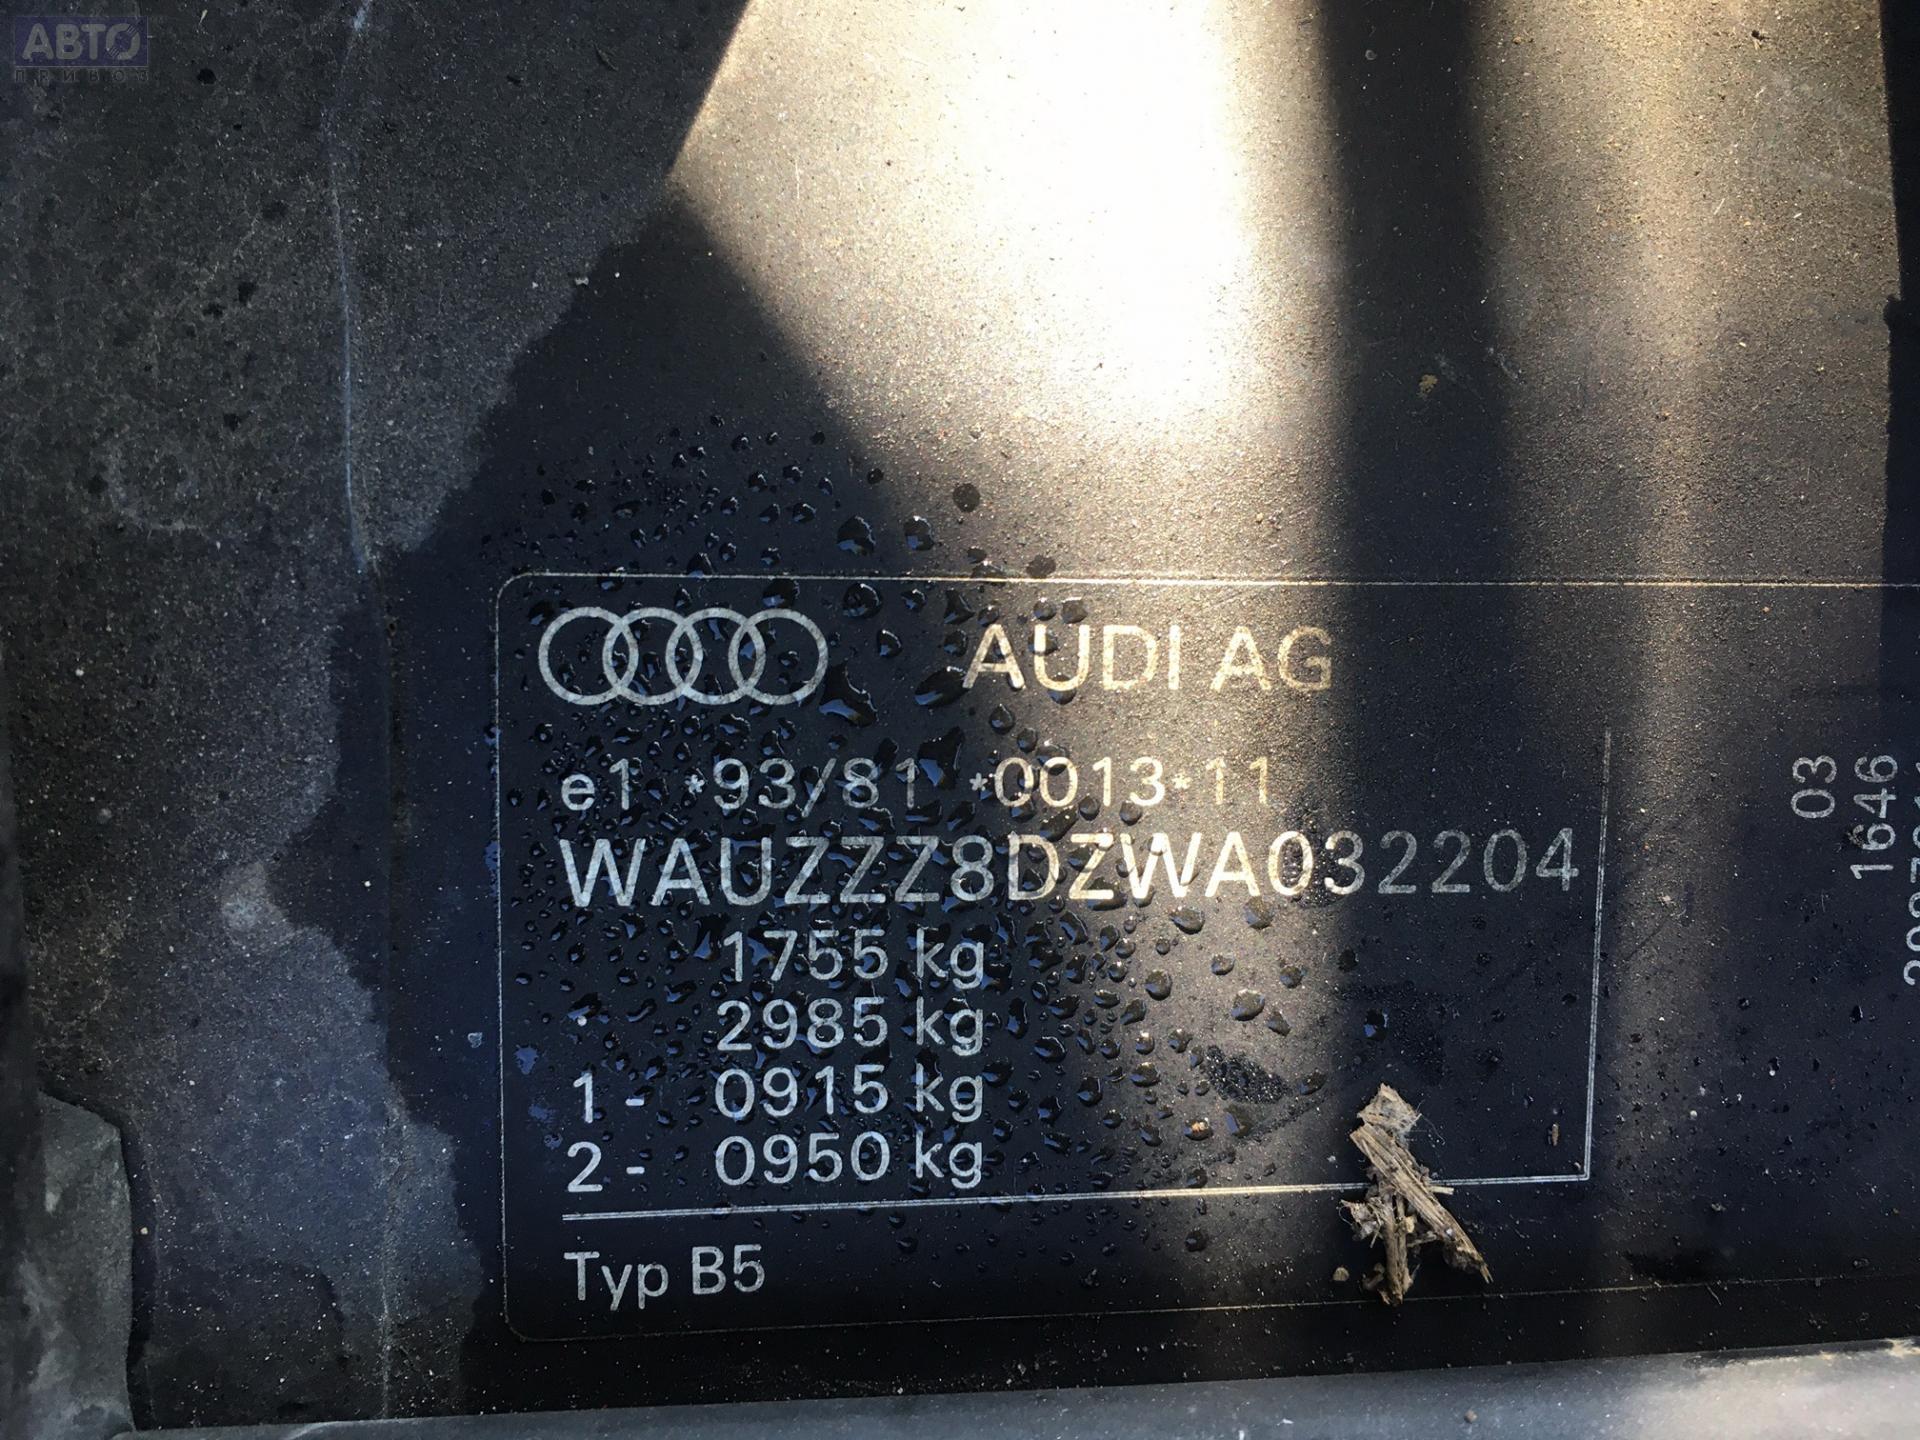 АВТО
ПРИВОЗ
AUDI AG
e1 *93/81 *0013*11
WAUZZZ8DZWA032204
1755 kg
- 2985 kg
1- 0915 kg
2- 0950 kg
Typ B5
03
1646